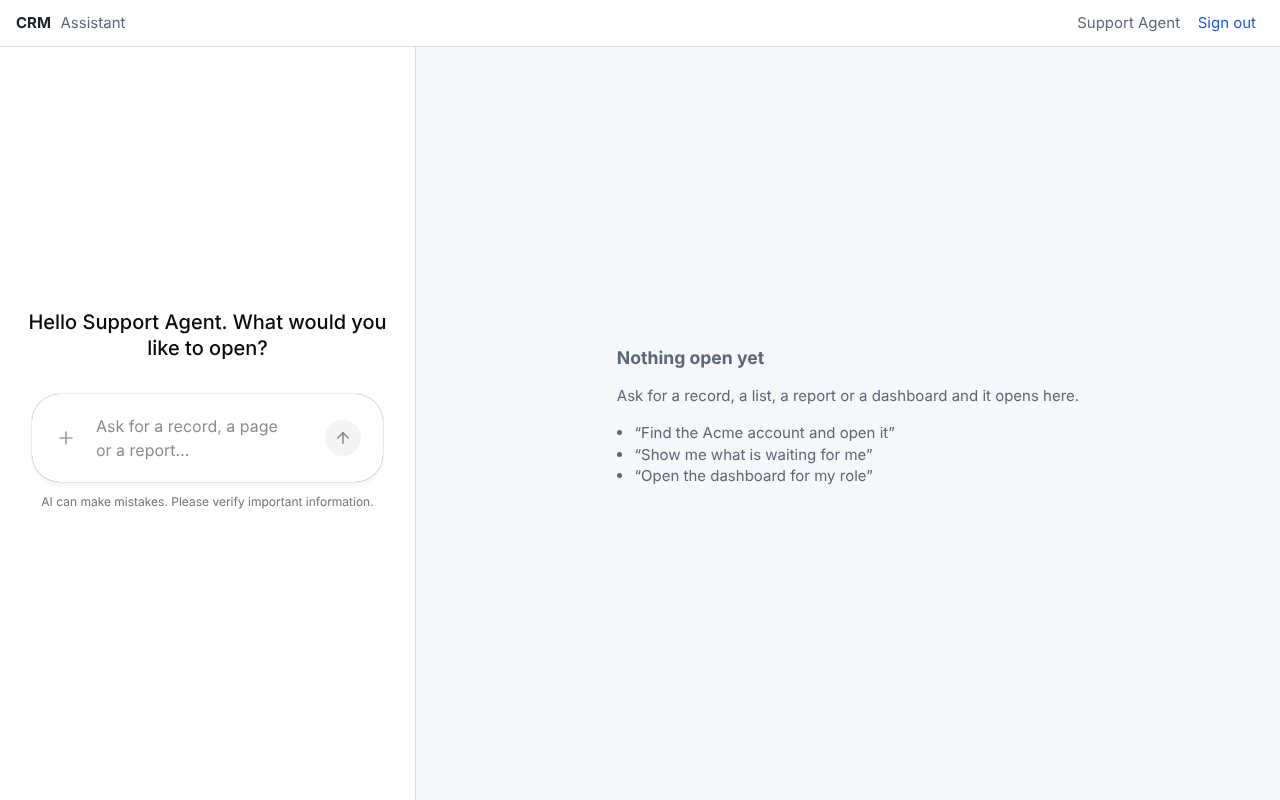 CRM Assistant
Support Agent
Sign out
Hello Support Agent. What would you
like to open?
Ask for a record, a page
or a report...
AI can make mistakes. Please verify important information.
Nothing open yet
Ask for a record, a list, a report or a dashboard and it opens here.
• “Find the Acme account and open it”
• “Show me what is waiting for me”
• “Open the dashboard for my role”